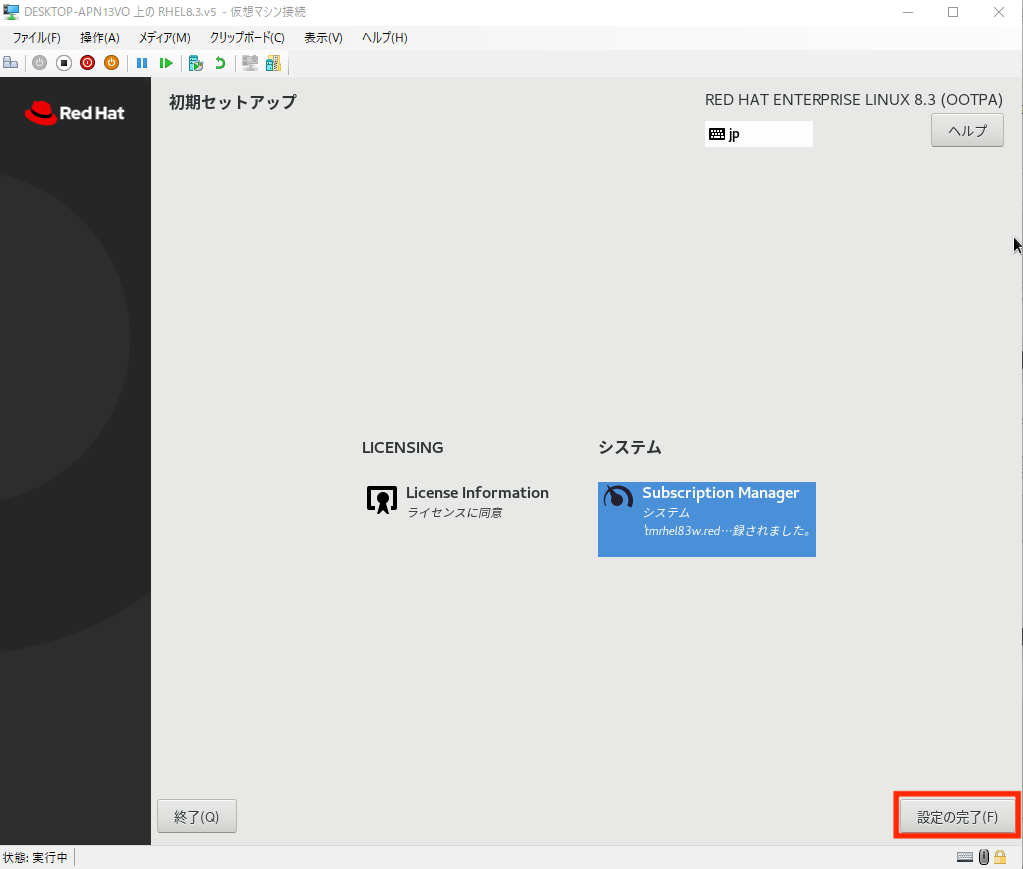 DESKTOP-APN13VO 上の RHEL8.3.v5 - 仮想マシン接続
ファイル(F) 操作(A) メディア(M) クリップボード(C) 表示(V) ヘルプ(H)
Red Hat
初期セットアップ
RED HAT ENTERPRISE LINUX 8.3 (OOTPA)
jp
ヘルプ
LICENSING
License Information
ライセンスに同意
システム
Subscription Manager
システム
'tmrhel83w.red…録されました。
終了(Q)
設定の完了(F)
状態: 実行中